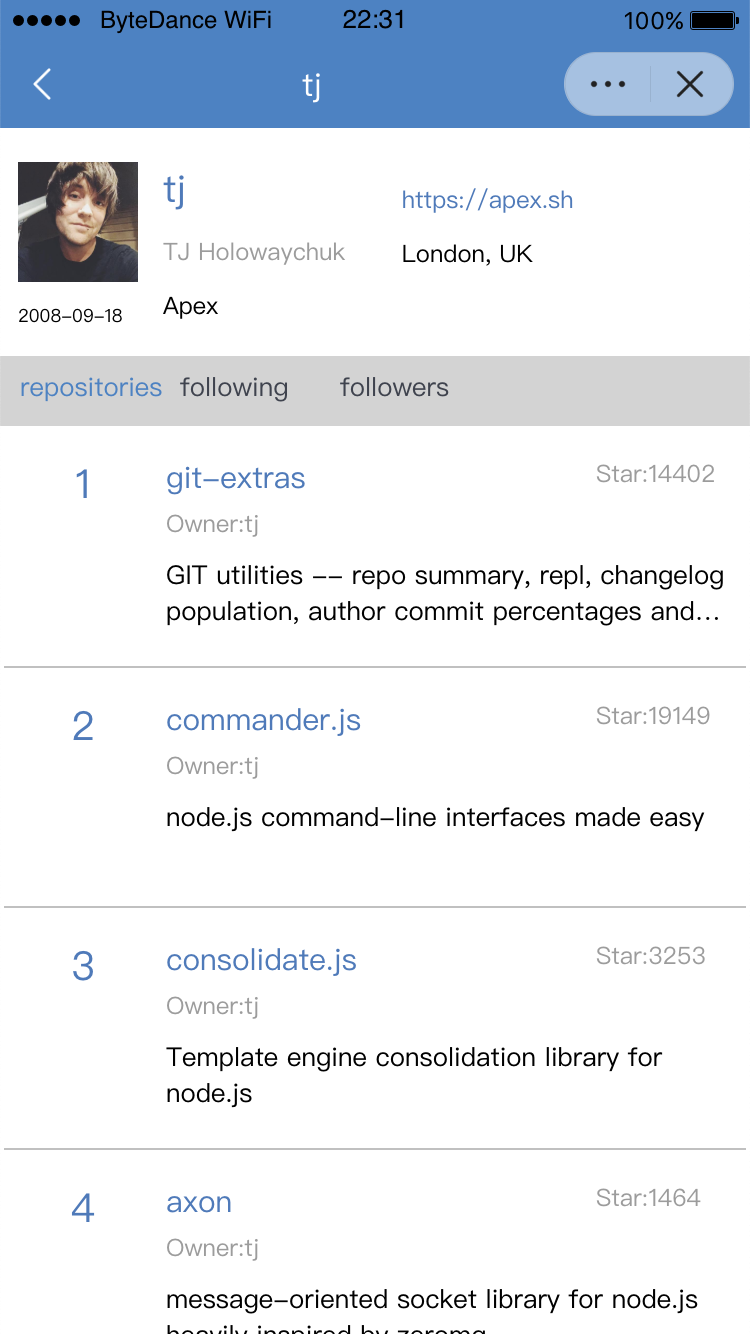 ByteDance WiFi 22:31 100%
tj
tj
https://apex.sh
TJ Holowaychuk
London, UK
Apex
2008-09-18
repositories following followers
1 git-extras Star:14402
Owner:tj
GIT utilities -- repo summary, repl, changelog
population, author commit percentages and...
2 commander.js Star:19149
Owner:tj
node.js command-line interfaces made easy
3 consolidate.js Star:3253
Owner:tj
Template engine consolidation library for
node.js
4 axon Star:1464
Owner:tj
message-oriented socket library for node.js
heavily inspired by zeromq